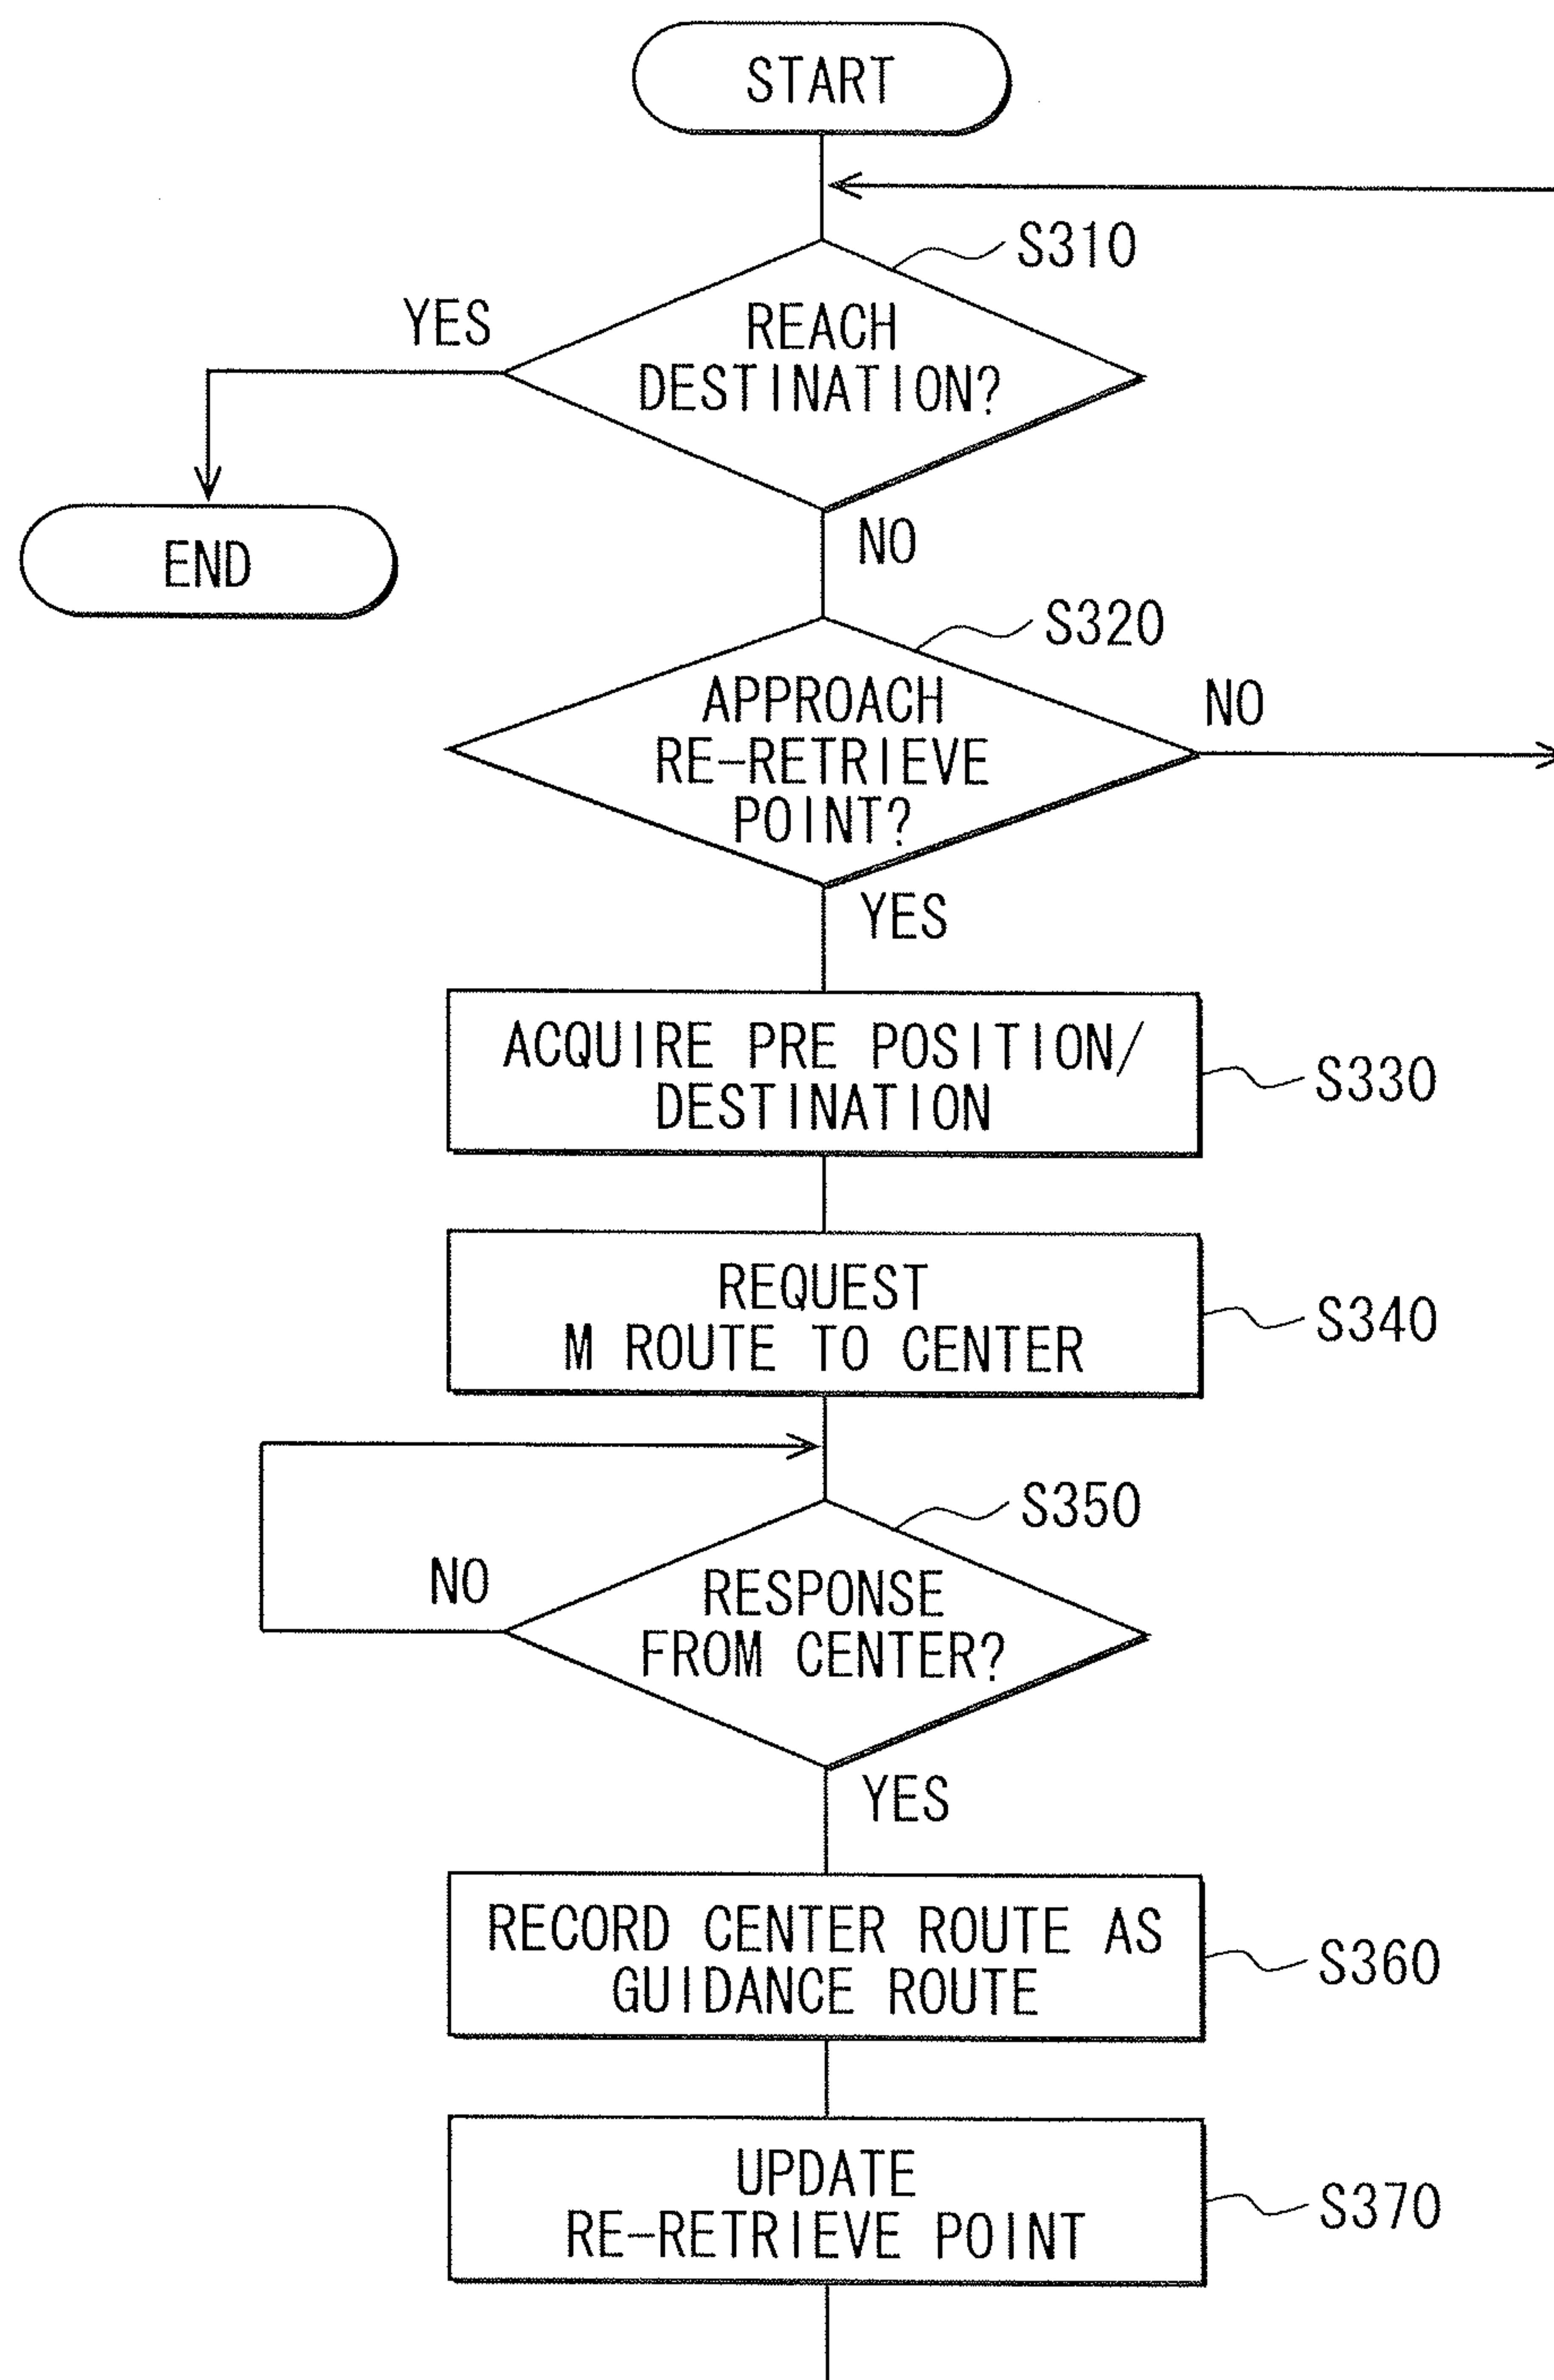 START
S310
YES
REACH
DESTINATION?
END
NO
S320
APPROACH
RE-RETRIEVE
POINT?
NO
YES
ACQUIRE PRE POSITION/
DESTINATION
S330
REQUEST
M ROUTE TO CENTER
S340
S350
NO
RESPONSE
FROM CENTER?
YES
RECORD CENTER ROUTE AS
GUIDANCE ROUTE
S360
UPDATE
RE-RETRIEVE POINT
S370